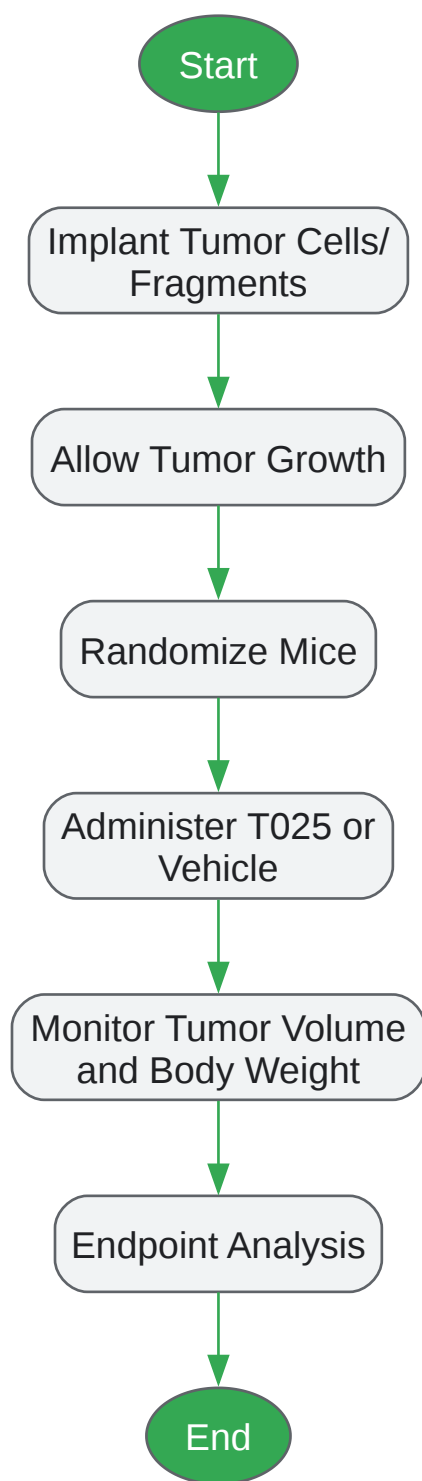 Start
Implant Tumor Cells/
Fragments
Allow Tumor Growth
Randomize Mice
Administer T025 or
Vehicle
Monitor Tumor Volume
and Body Weight
Endpoint Analysis
End